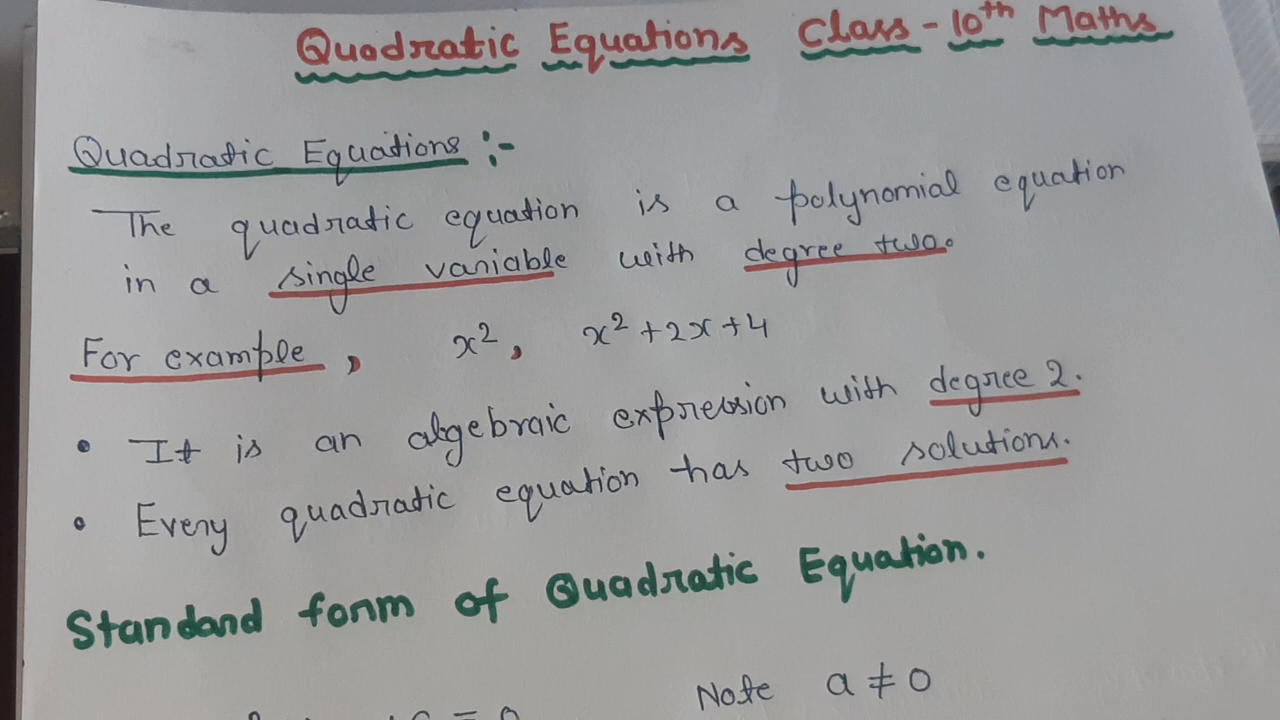 Quadratic Equations Class - 10th Maths
Quadratic Equations :-
The quadratic equation is a polynomial equation
in a single variable with degree two.
For example, x², x² + 2x + 4
• It is an algebraic expression with degree 2.
• Every quadratic equation has two solutions.
Standard form of Quadratic Equation.
Note a ≠ 0
= 0